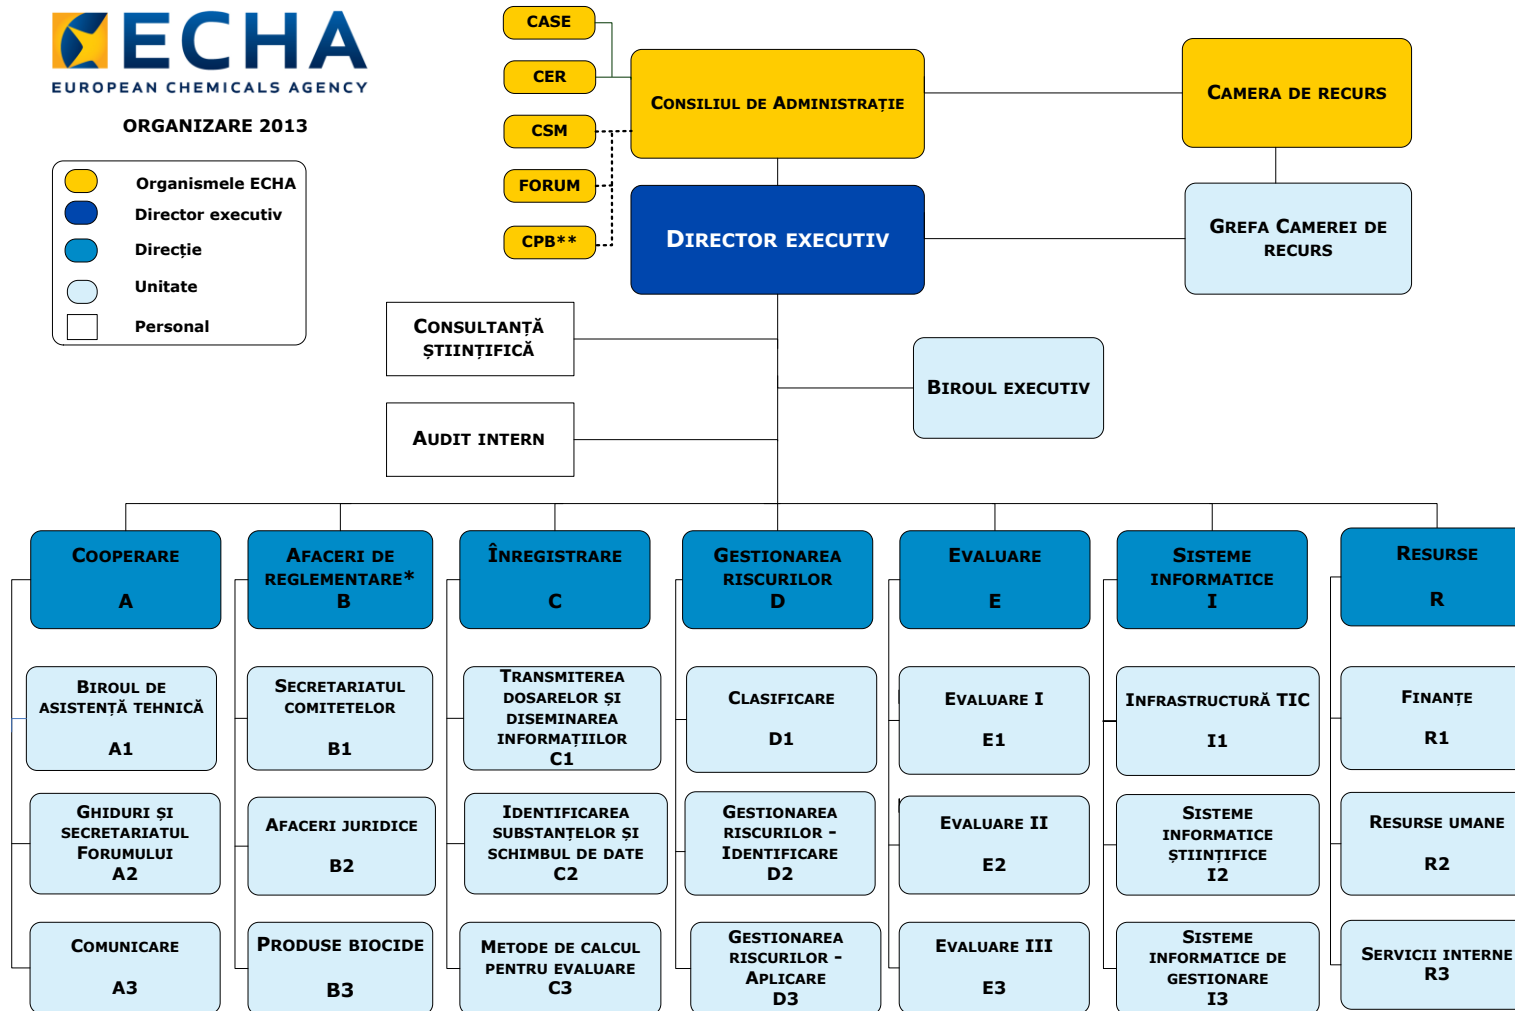 ECHA
EUROPEAN CHEMICALS AGENCY
ORGANIZARE 2013
Organismele ECHA
Director executiv
Direcție
Unitate
Personal
CASE
CER
CSM
FORUM
CPB**
CONSILIUL DE ADMINISTRAȚIE
CAMERA DE RECURS
DIRECTOR EXECUTIV
GREFA CAMEREI DE
RECURS
CONSULTANȚĂ
ȘTIINȚIFICĂ
BIROUL EXECUTIV
AUDIT INTERN
COOPERARE
A
AFACERI DE
REGLEMENTARE*
B
ÎNREGISTRARE
C
GESTIONAREA
RISCURILOR
D
EVALUARE
E
SISTEME
INFORMATICE
I
RESURSE
R
BIROUL DE
ASISTENȚĂ TEHNICĂ
A1
SECRETARIATUL
COMITETELOR
B1
TRANSMITEREA
DOSARELOR ȘI
DISEMINAREA
INFORMAȚIILOR
C1
CLASIFICARE
D1
EVALUARE I
E1
INFRASTRUCTURĂ TIC
I1
FINANȚE
R1
GHIDURI ȘI
SECRETARIATUL
FORUMULUI
A2
AFACERI JURIDICE
B2
IDENTIFICAREA
SUBSTANȚELOR ȘI
SCHIMBUL DE DATE
C2
GESTIONAREA
RISCURILOR -
IDENTIFICARE
D2
EVALUARE II
E2
SISTEME
INFORMATICE
ȘTIINȚIFICE
I2
RESURSE UMANE
R2
COMUNICARE
A3
PRODUSE BIOCIDE
B3
METODE DE CALCUL
PENTRU EVALUARE
C3
GESTIONAREA
RISCURILOR -
APLICARE
D3
EVALUARE III
E3
SISTEME
INFORMATICE DE
GESTIONARE
I3
SERVICII INTERNE
R3